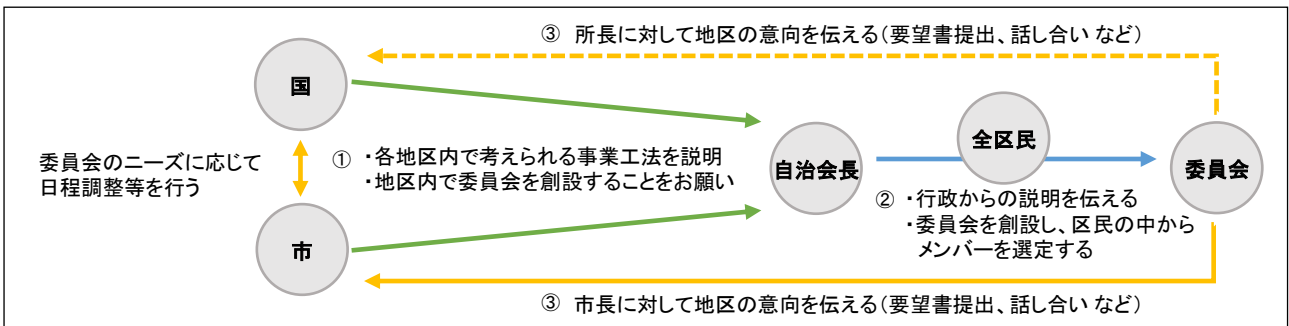 ③ 所長に対して地区の意向を伝える（要望書提出、話し合い など）
国
委員会のニーズに応じて
日程調整等を行う
① ・各地区内で考えられる事業工法を説明
・地区内で委員会を創設することをお願い
市
自治会長
全区民
委員会
② ・行政からの説明を伝える
・委員会を創設し、区民の中から
メンバーを選定する
③ 市長に対して地区の意向を伝える（要望書提出、話し合い など）